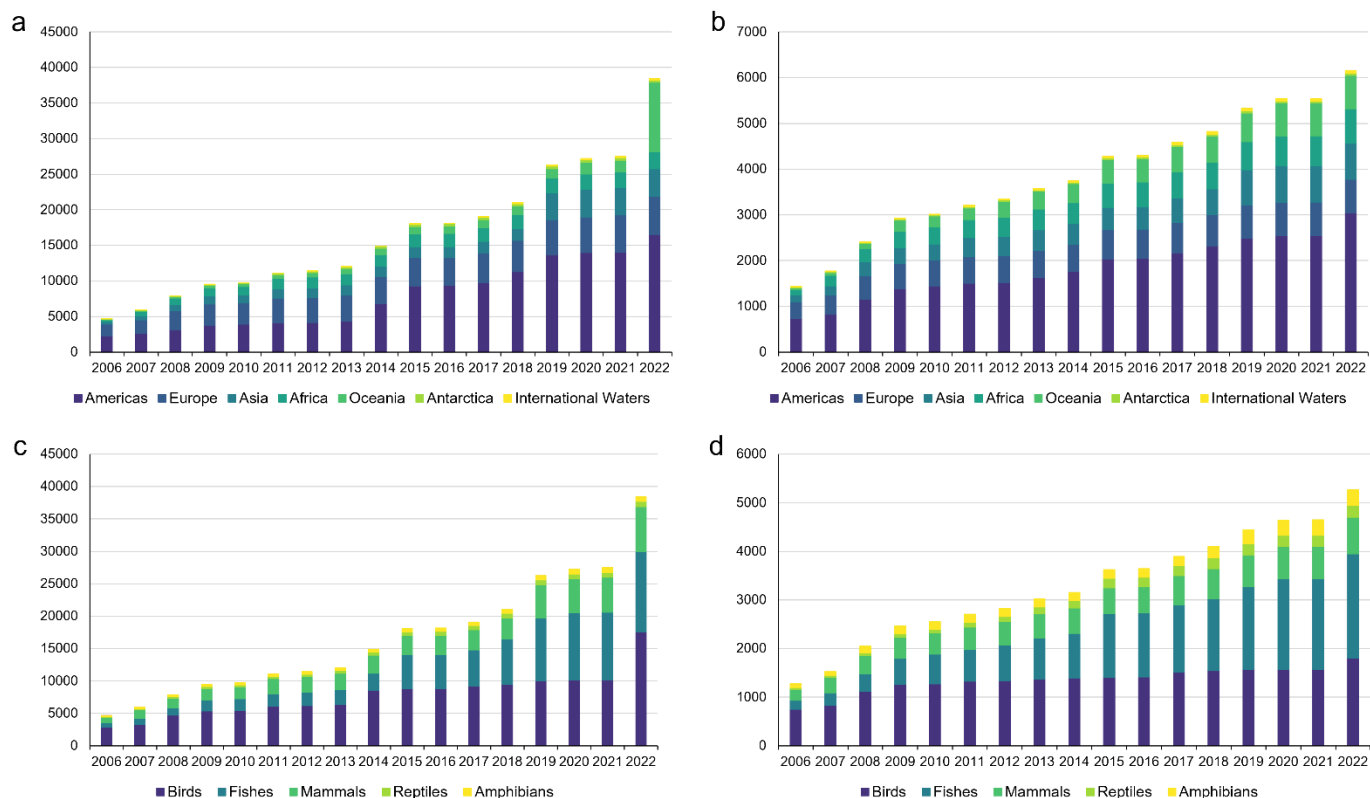 a
45000
40000
35000
30000
25000
20000
15000
10000
5000
0
2006 2007 2008 2009 2010 2011 2012 2013 2014 2015 2016 2017 2018 2019 2020 2021 2022
Americas Europe Asia Africa Oceania Antarctica International Waters
b
7000
6000
5000
4000
3000
2000
1000
0
2006 2007 2008 2009 2010 2011 2012 2013 2014 2015 2016 2017 2018 2019 2020 2021 2022
Americas Europe Asia Africa Oceania Antarctica International Waters
c
45000
40000
35000
30000
25000
20000
15000
10000
5000
0
2006 2007 2008 2009 2010 2011 2012 2013 2014 2015 2016 2017 2018 2019 2020 2021 2022
Birds Fishes Mammals Reptiles Amphibians
d
6000
5000
4000
3000
2000
1000
0
2006 2007 2008 2009 2010 2011 2012 2013 2014 2015 2016 2017 2018 2019 2020 2021 2022
Birds Fishes Mammals Reptiles Amphibians